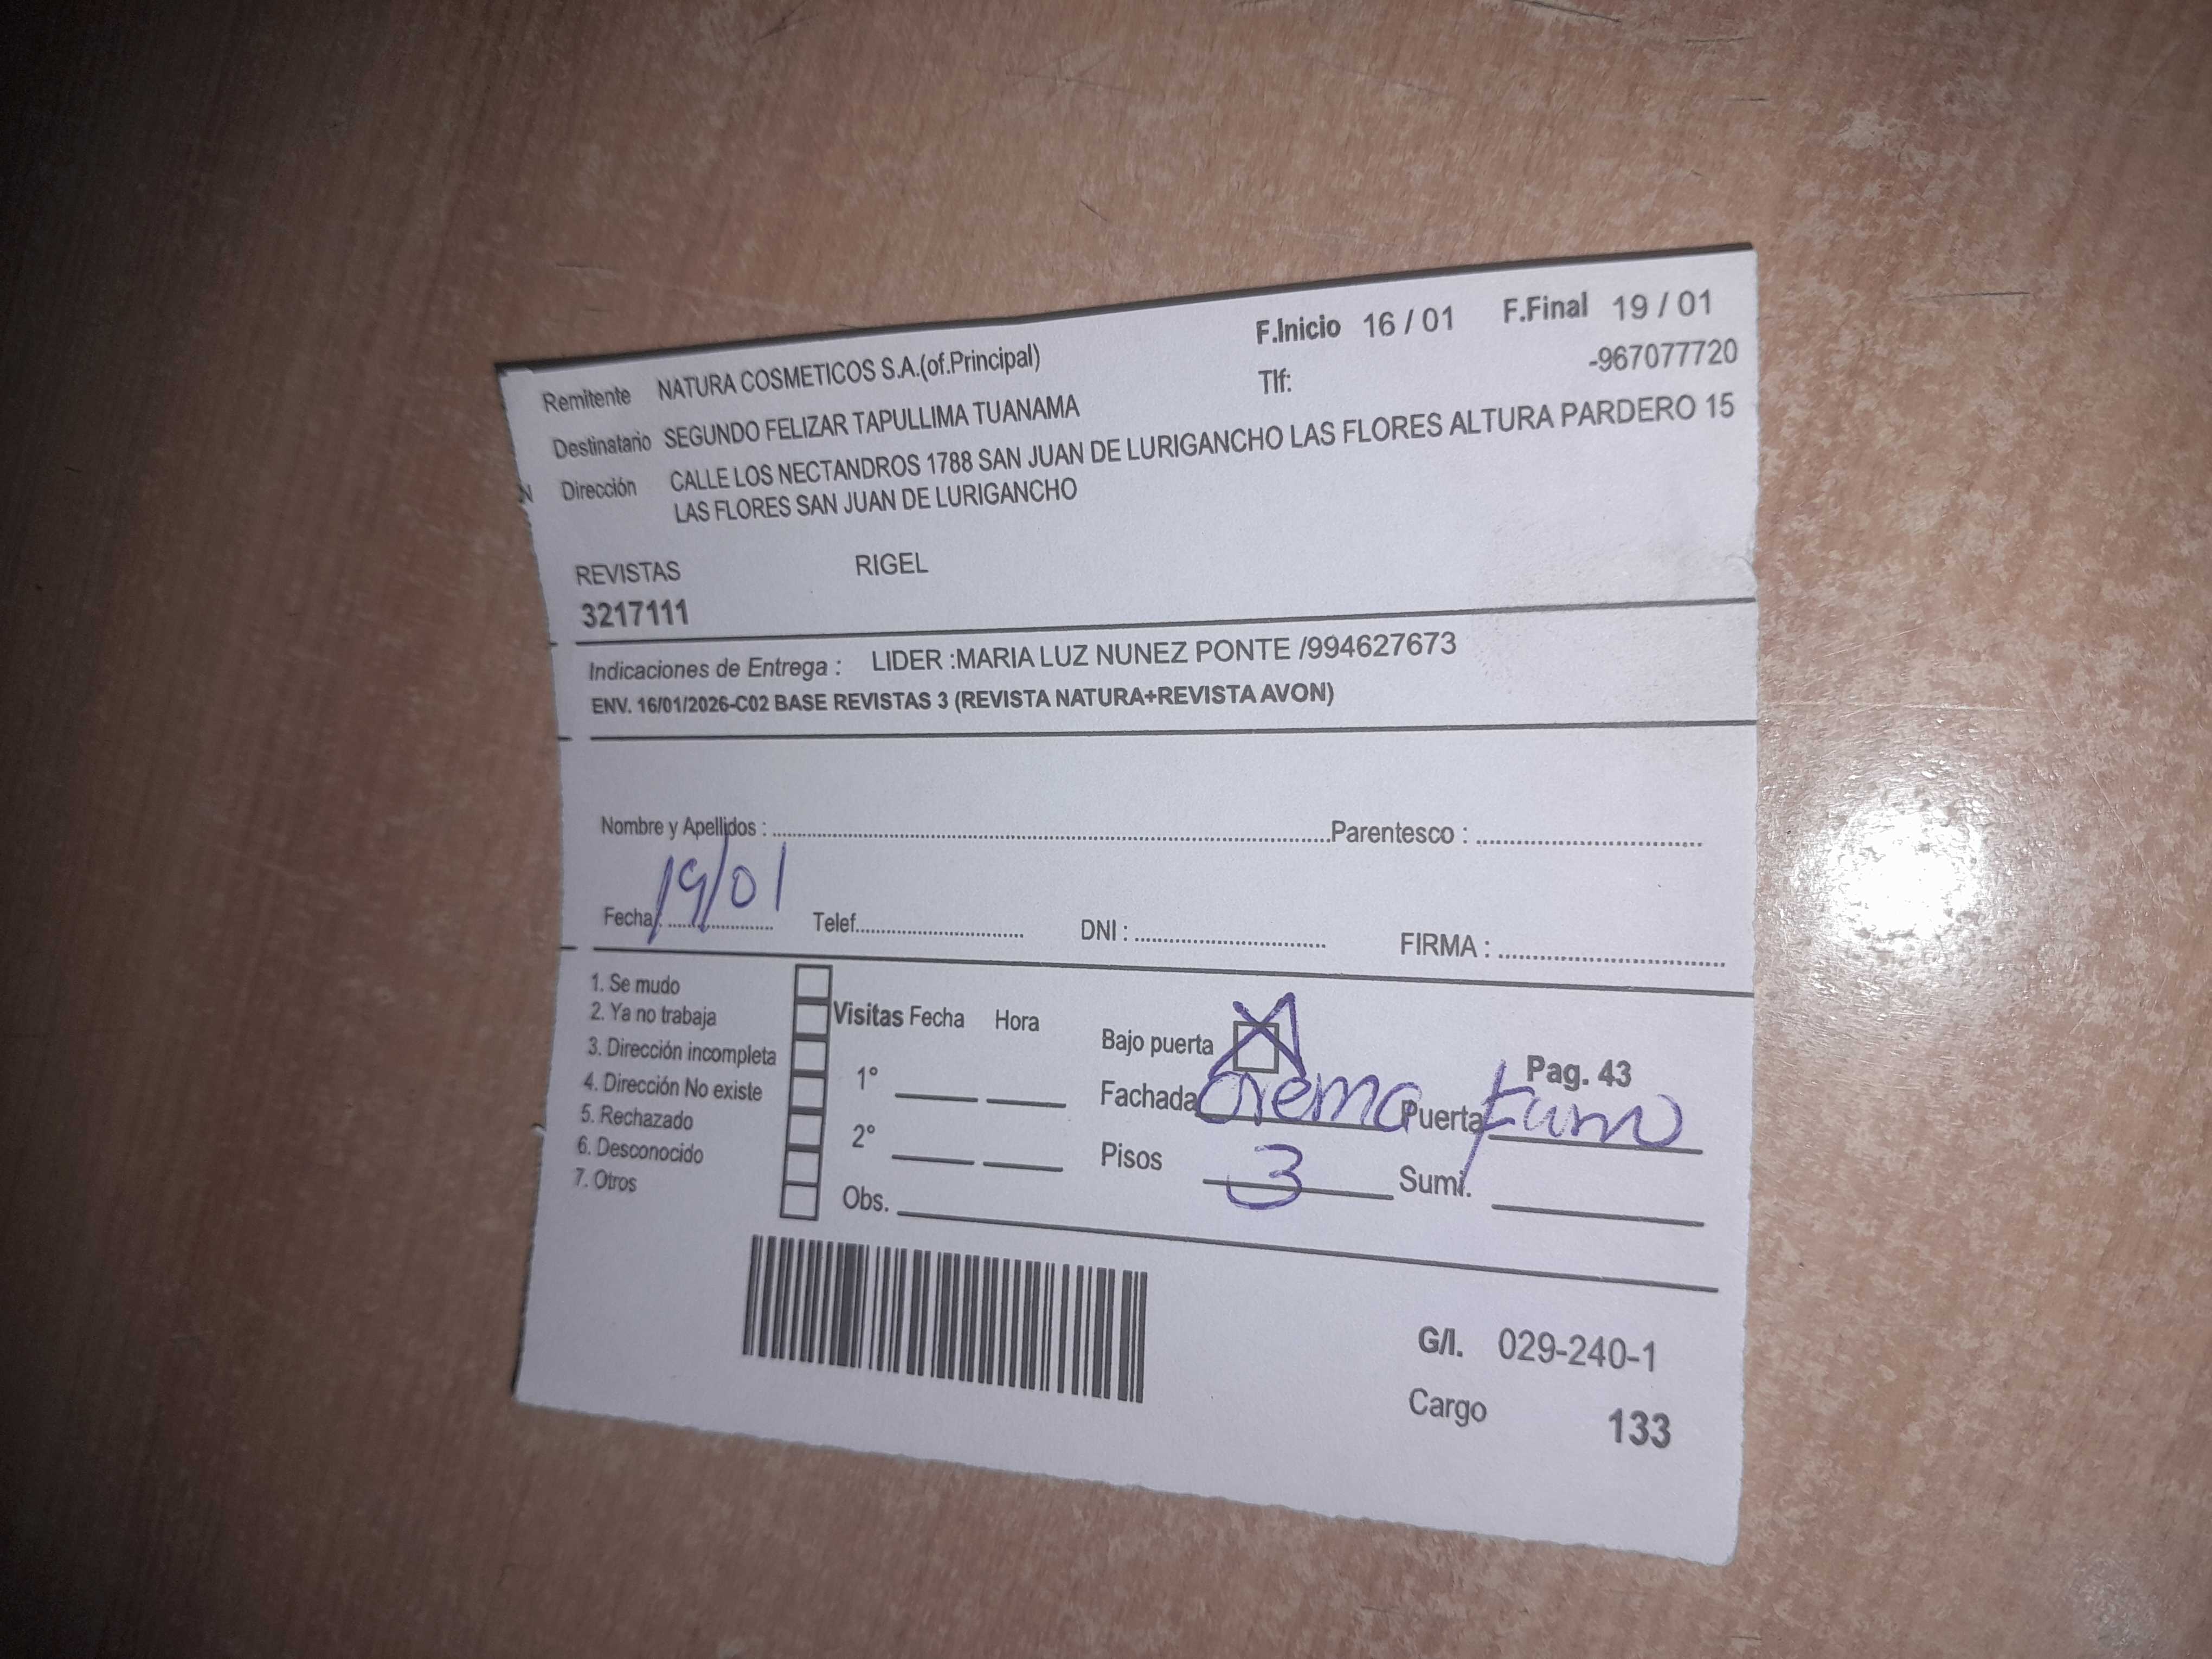 F.Inicio 16 / 01 F.Final 19 / 01
Remitente NATURA COSMETICOS S.A.(of.Principal)
Tlf: -967077720
Destinatario SEGUNDO FELIZAR TAPULLIMA TUANAMA
Dirección CALLE LOS NECTANDROS 1788 SAN JUAN DE LURIGANCHO LAS FLORES ALTURA PARDERO 15
LAS FLORES SAN JUAN DE LURIGANCHO
REVISTAS RIGEL
3217111
Indicaciones de Entrega : LIDER :MARIA LUZ NUNEZ PONTE /994627673
ENV. 16/01/2026-C02 BASE REVISTAS 3 (REVISTA NATURA+REVISTA AVON)
Nombre y Apellidos : Parentesco :
Fecha: 19/01 Telef. DNI : FIRMA :
1. Se mudo
2. Ya no trabaja
3. Dirección incompleta
4. Dirección No existe
5. Rechazado
6. Desconocido
7. Otros
Visitas Fecha Hora
1°
2°
Obs.
Bajo puerta X
Pag. 43
Fachada crema Puerta
Pisos 3 Sumi.
G/I. 029-240-1
Cargo 133